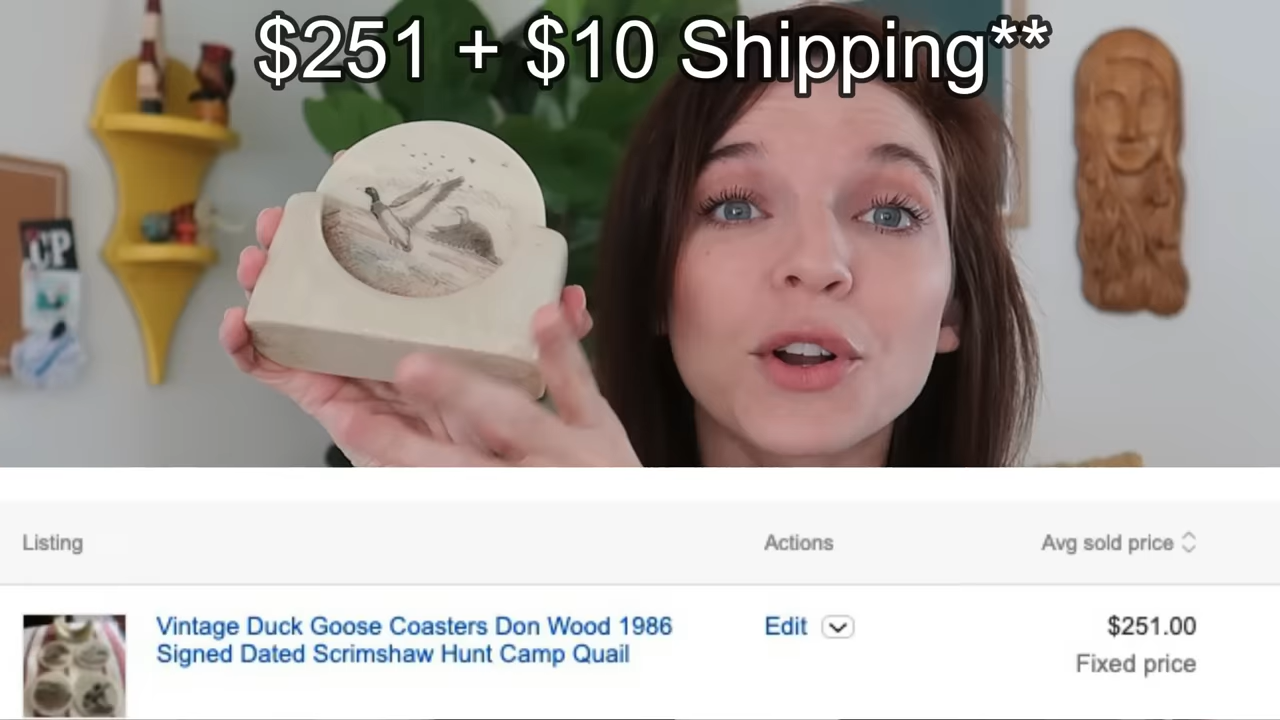 $251 + $10 Shipping**
CP
Listing
Actions
Avg sold price
Vintage Duck Goose Coasters Don Wood 1986
Signed Dated Scrimshaw Hunt Camp Quail
Edit
$251.00
Fixed price